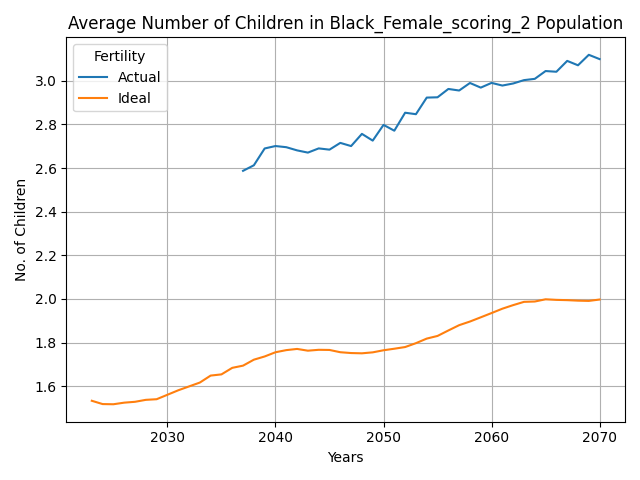 Average Number of Children in Black_Female_scoring_2 Population
Fertility
Actual
Ideal
No. of Children
3.0
2.8
2.6
2.4
2.2
2.0
1.8
1.6
2030 2040 2050 2060 2070
Years